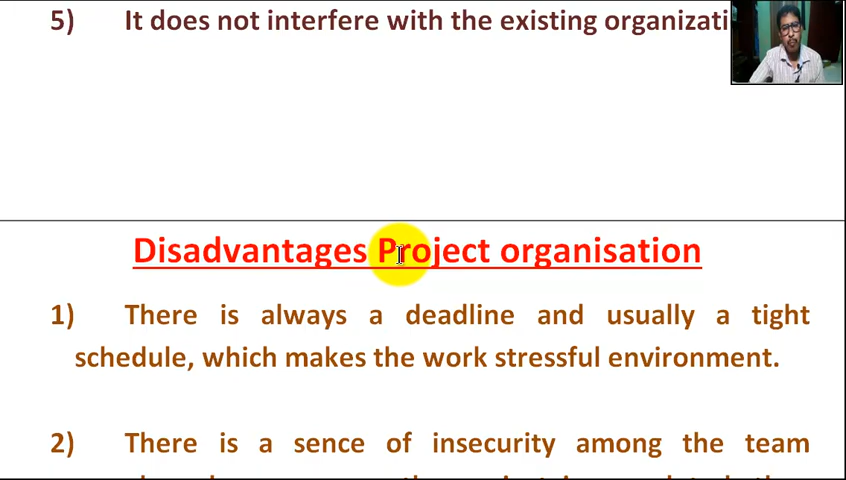 5) It does not interfere with the existing
Disadvantages Project organisation
1) There is always a deadline and usually a tight
schedule, which makes the work stressful environment.
2) There is a sence of insecurity among the team